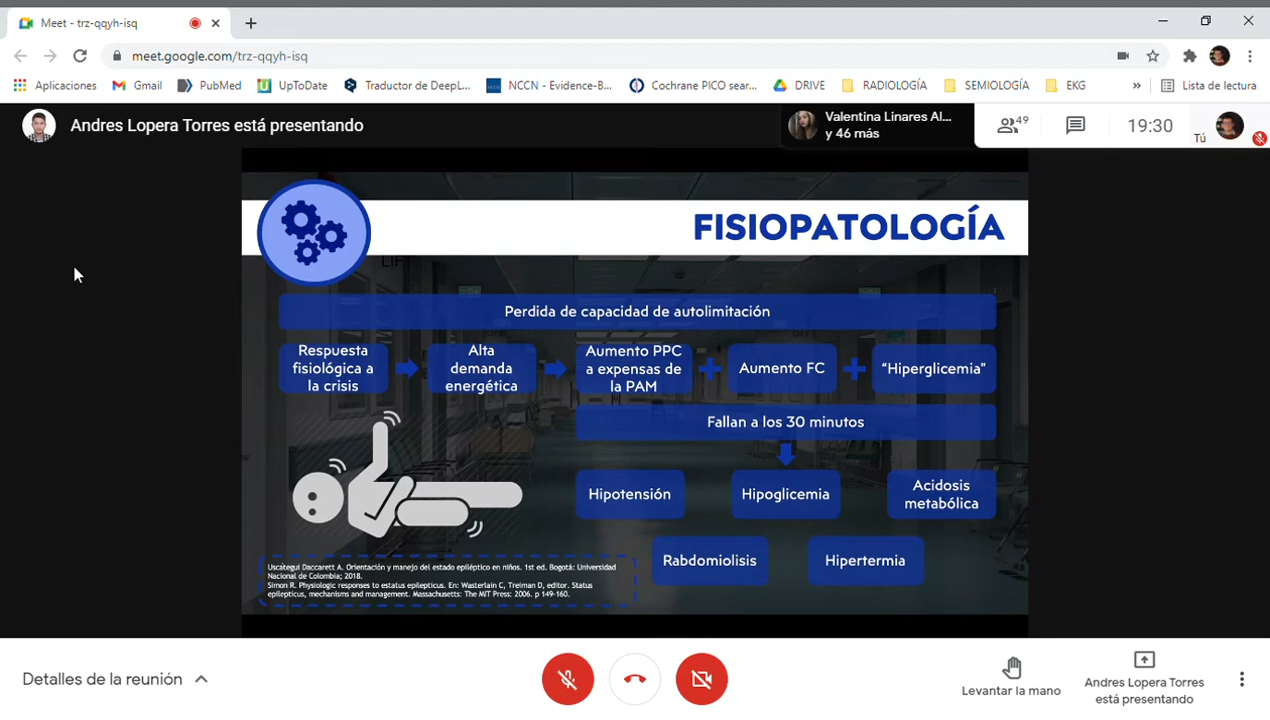 Meet - trz-qqyh-isq
meet.google.com/trz-qqyh-isq
Aplicaciones
Gmail
PubMed
UpToDate
Traductor de DeepL...
NCCN - Evidence-B...
Cochrane PICO sear...
DRIVE
RADIOLOGÍA
SEMIOLOGÍA
EKG
»
Lista de lectura
Andres Lopera Torres está presentando
Valentina Linares Al...
y 46 más
49
19:30
Tú
FISIOPATOLOGÍA
Perdida de capacidad de autolimitación
Respuesta
fisiológica a
la crisis
Alta
demanda
energética
Aumento PPC
a expensas de
la PAM
Aumento FC
“Hiperglicemia”
Fallan a los 30 minutos
Hipotensión
Hipoglicemia
Acidosis
metabólica
Rabdomiolisis
Hipertermia
Uscátegui Daccarett A. Orientación y manejo del estado epiléptico en niños. 1st ed. Bogotá: Universidad
Nacional de Colombia; 2018.
Simon R. Physiologic responses to estatus epilepticus. En: Wasterlain C, Treiman D, editor. Status
epilepticus, mechanisms and management. Massachusetts: The MIT Press: 2006. p 149-160.
Detalles de la reunión
Levantar la mano
Andres Lopera Torres
está presentando